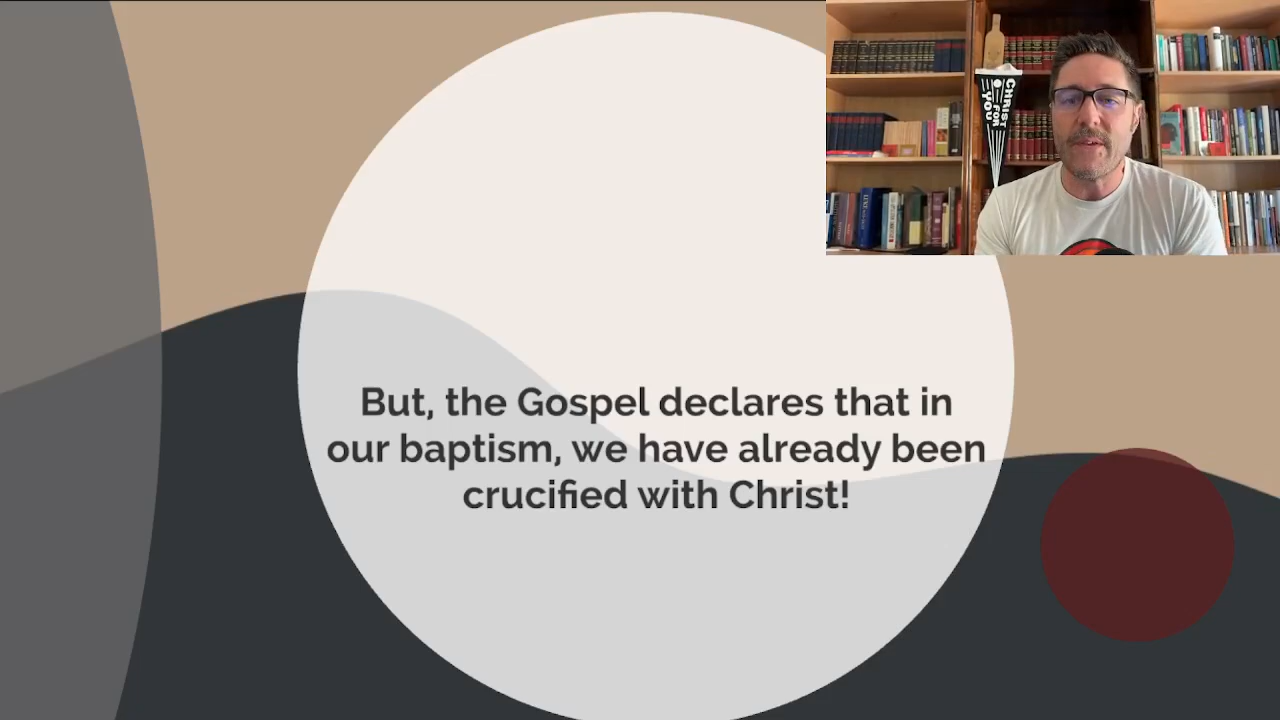 CHRIST
FOR
YOU
But, the Gospel declares that in
our baptism, we have already been
crucified with Christ!